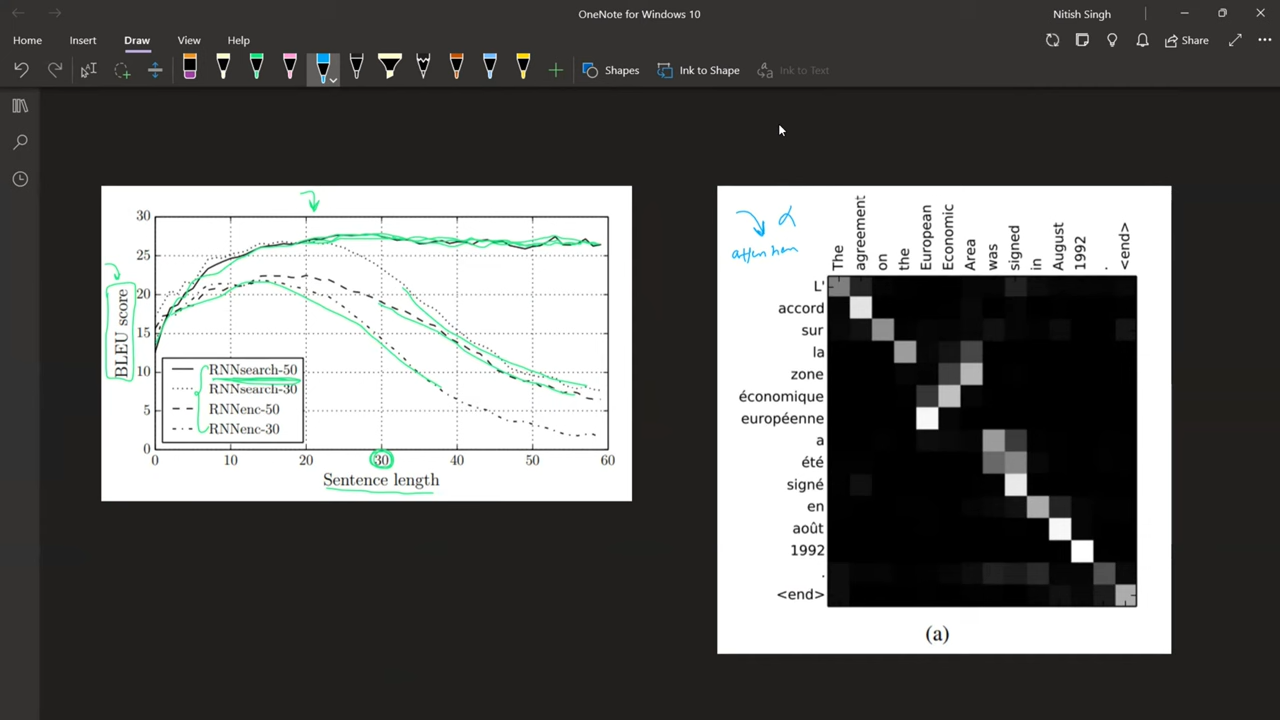 OneNote for Windows 10
Nitish Singh
Home
Insert
Draw
View
Help
Share
Shapes
Ink to Shape
Ink to Text
30
25
20
15
10
5
0
BLEU score
RNNsearch-50
RNNsearch-30
RNNenc-50
RNNenc-30
0 10 20 30 40 50 60
Sentence length
α
attention
The agreement on the European Economic Area was signed in August 1992 . <end>
L'
accord
sur
la
zone
économique
européenne
a
été
signé
en
août
1992
.
<end>
(a)